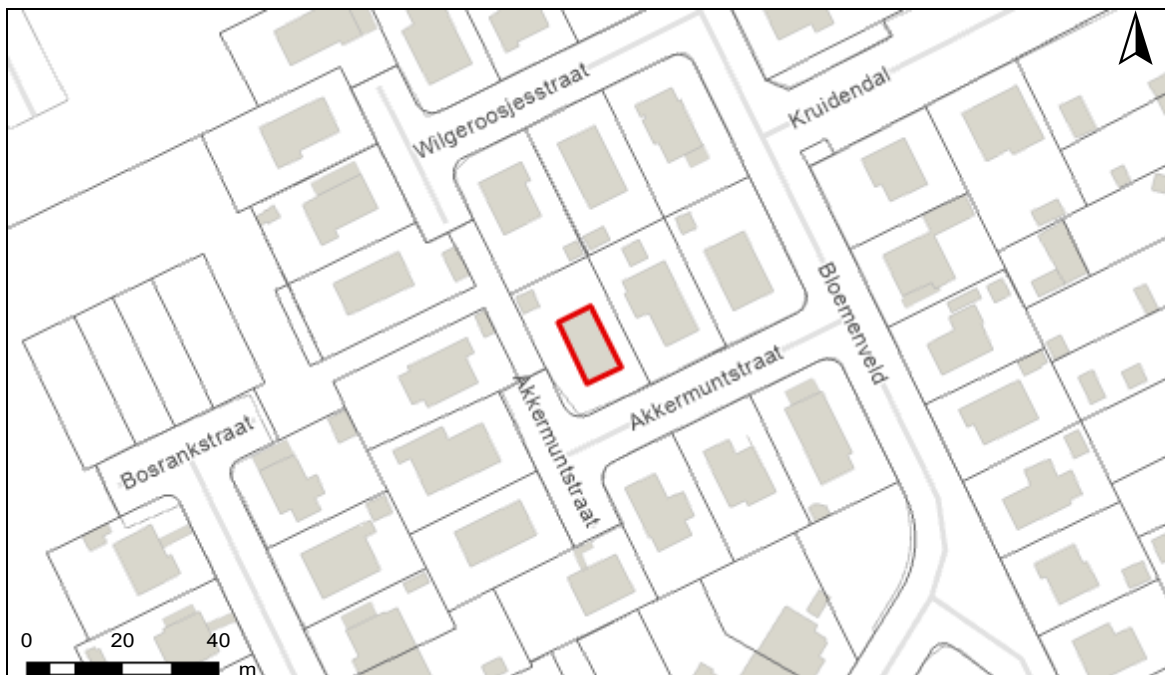 Wilgeroosjesstraat
Kruidendal
Bloemenveld
Akkermuntstraat
Akkermuntstraat
Bosrankstraat
0 20 40
m